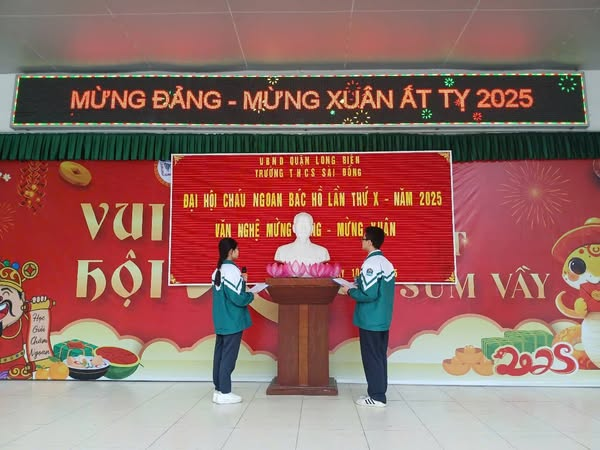 MỪNG ĐẢNG - MỪNG XUÂN ẤT TỴ 2025
UBND QUẬN LONG BIÊN
TRƯỜNG THCS SÀI ĐỒNG
ĐẠI HỘI CHÁU NGOAN BÁC HỒ LẦN THỨ X - NĂM 2025
VĂN NGHỆ MỪNG - MỪNG XUÂN
VUI
HỘI
SUM VẦY
Học
Giỏi
Chăm
Ngoan
2025